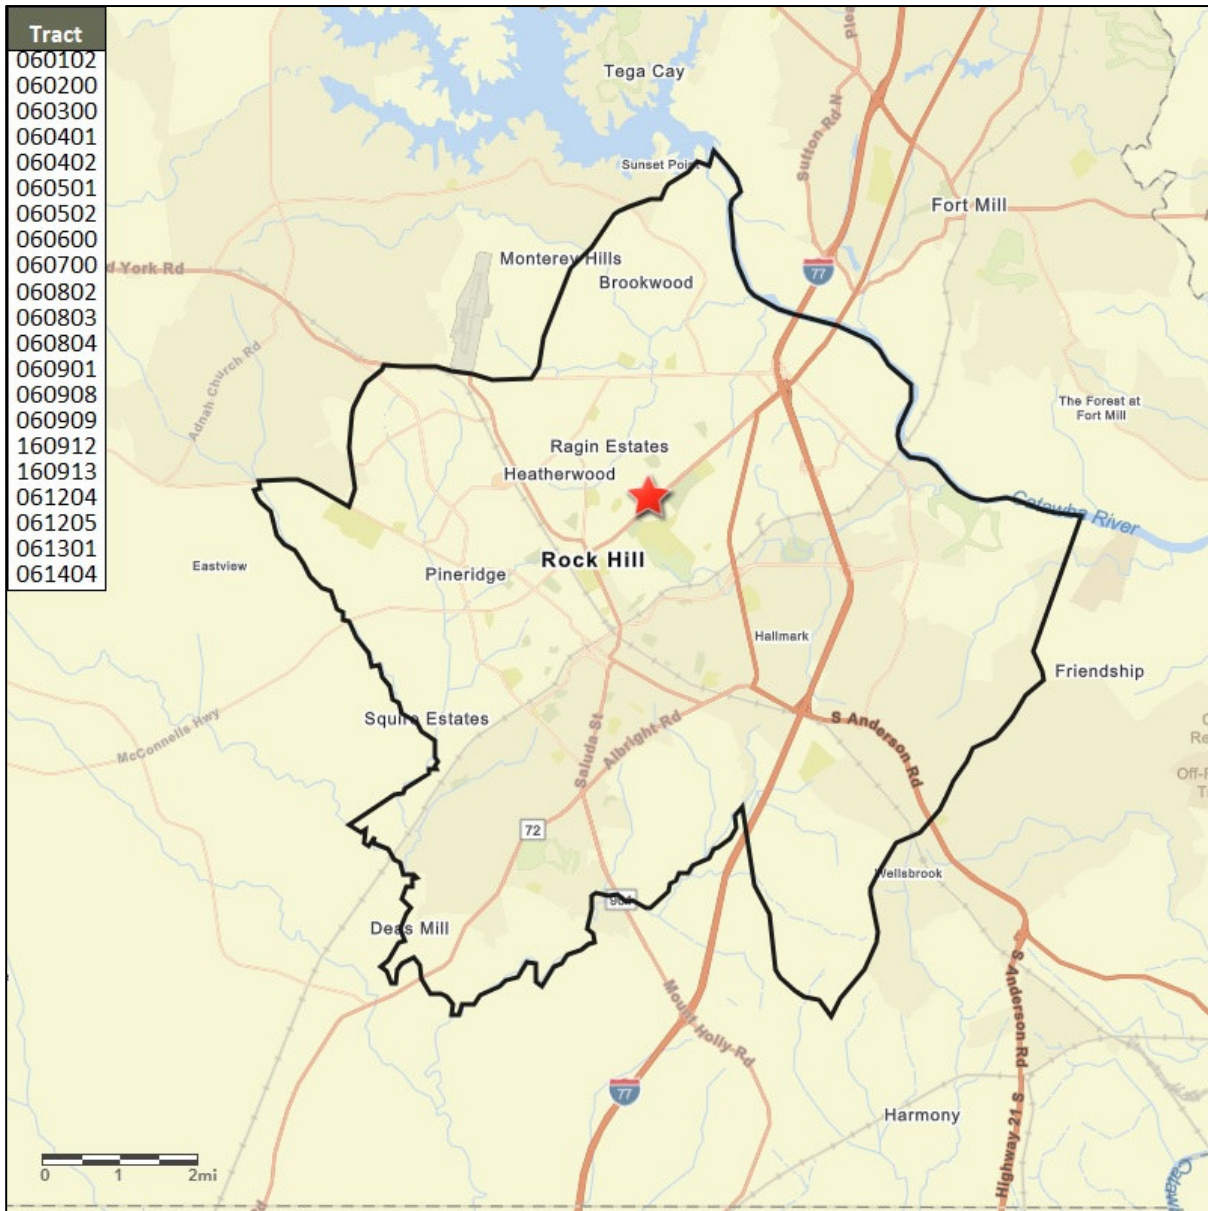 Tract
060102
060200
060300
060401
060402
060501
060502
060600
060700
060802
060803
060804
060901
060908
060909
160912
160913
061204
061205
061301
061404
Tega Cay
Sunset Point
Sutton Rd N
Fort Mill
d York Rd
Monterey Hills
77
Brookwood
Adnah Church Rd
The Forest at
Fort Mill
Ragin Estates
Heatherwood
Catawba River
Rock Hill
Eastview
Pineridge
Hallmark
Friendship
Squire Estates
McConnells Hwy
S Anderson Rd
Saluda St
Albright Rd
72
Wellsbrook
901
Deas Mill
Mount Holly Rd
S Anderson Rd
77
Harmony
Highway 21 S
0 1 2mi